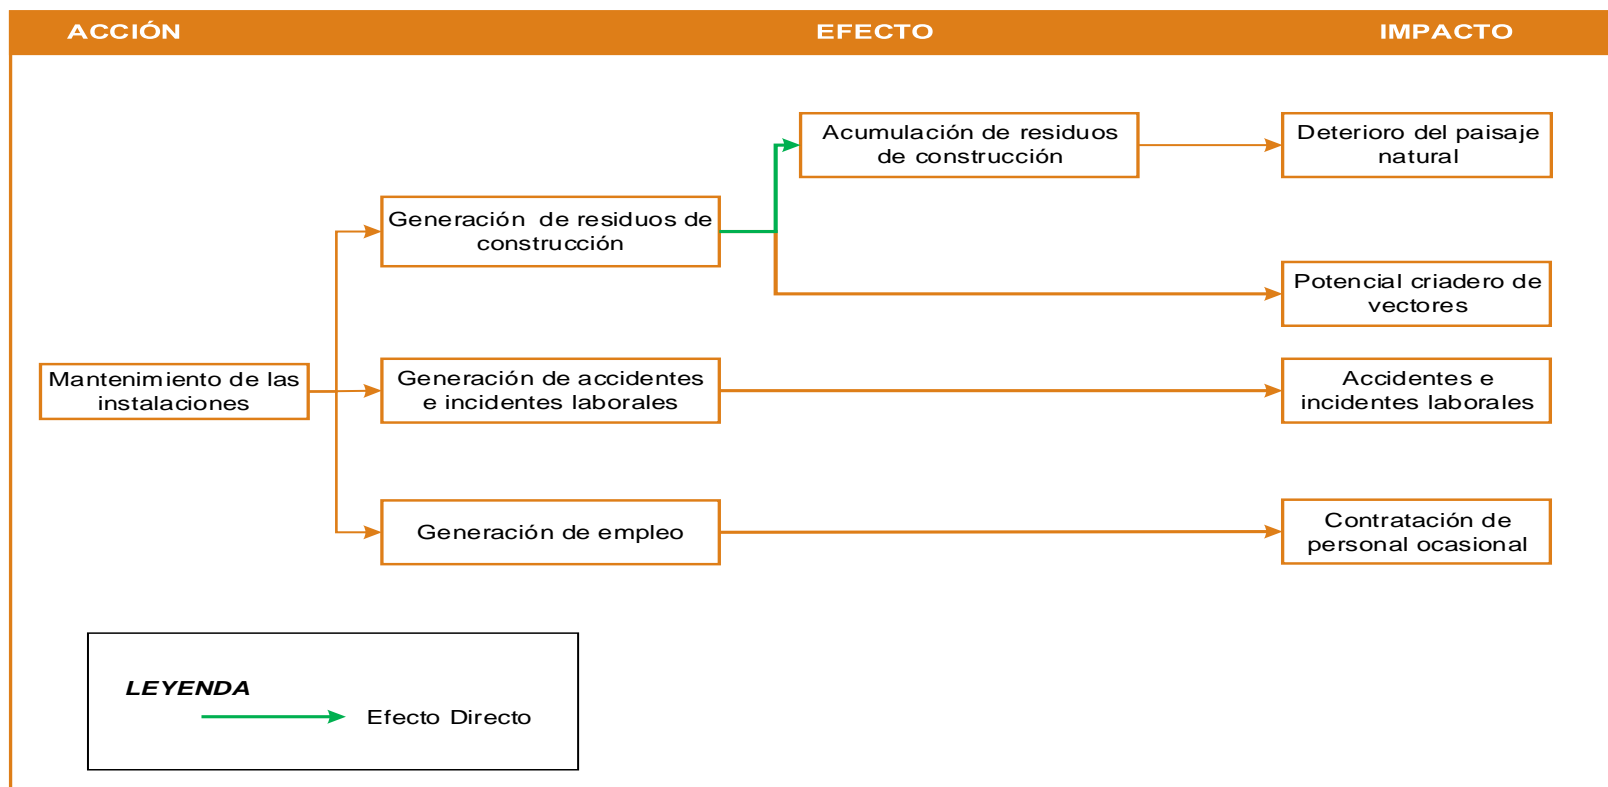 ACCIÓN
EFECTO
IMPACTO
Acumulación de residuos
de construcción
Deterioro del paisaje
natural
Generación de residuos de
construcción
Potencial criadero de
vectores
Mantenimiento de las
instalaciones
Generación de accidentes
e incidentes laborales
Accidentes e
incidentes laborales
Generación de empleo
Contratación de
personal ocasional
LEYENDA
Efecto Directo